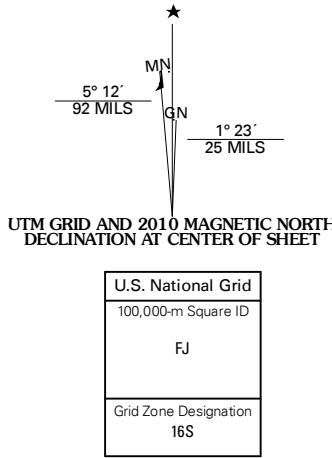 ★
MN
5° 12´
92 MILS
GN
1° 23´
25 MILS
UTM GRID AND 2010 MAGNETIC NORTH
DECLINATION AT CENTER OF SHEET
U.S. National Grid
100,000-m Square ID
FJ
Grid Zone Designation
16S